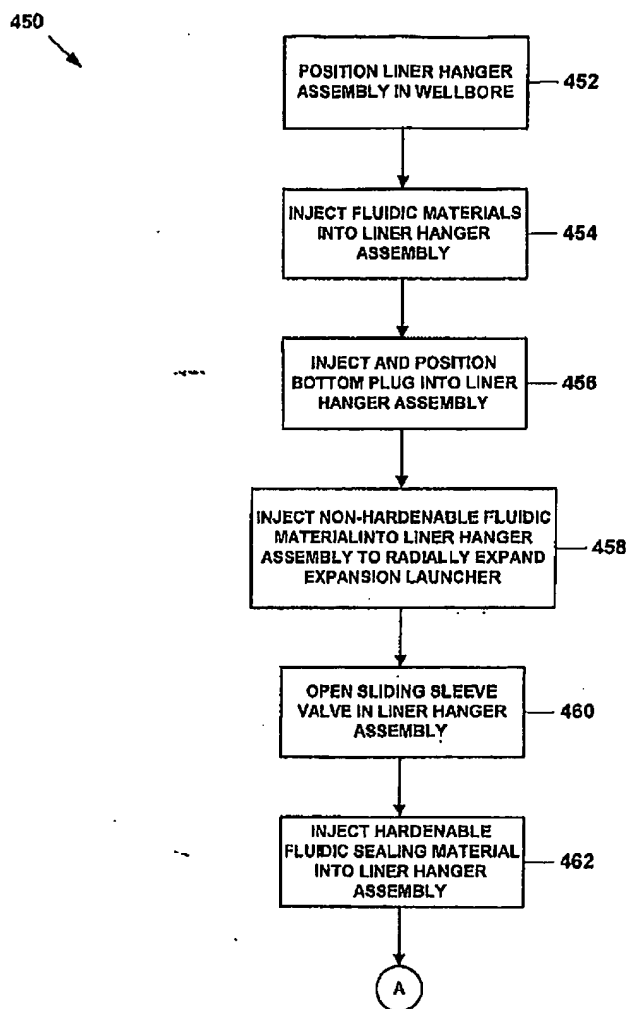 450
POSITION LINER HANGER
ASSEMBLY IN WELLBORE
452
INJECT FLUIDIC MATERIALS
INTO LINER HANGER
ASSEMBLY
454
INJECT AND POSITION
BOTTOM PLUG INTO LINER
HANGER ASSEMBLY
456
INJECT NON-HARDENABLE FLUIDIC
MATERIALINTO LINER HANGER
ASSEMBLY TO RADIALLY EXPAND
EXPANSION LAUNCHER
458
OPEN SLIDING SLEEVE
VALVE IN LINER HANGER
ASSEMBLY
460
INJECT HARDENABLE
FLUIDIC SEALING MATERIAL
INTO LINER HANGER
ASSEMBLY
462
A